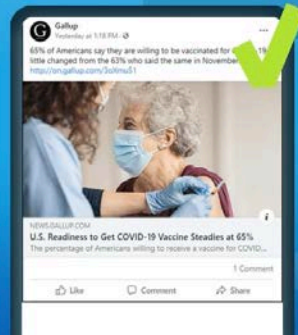 G Gallup
Yesterday at 1:18 PM
65% of Americans say they are willing to be vaccinated for 19
little changed from the 63% who said the same in November
http://on.gallup.com/
i
NEWS.GALLUP.COM
U.S. Readiness to Get COVID-19 Vaccine Steadies at 65%
The percentage of Americans willing to receive a vaccine for COVID...
1 Comment
Like Comment Share